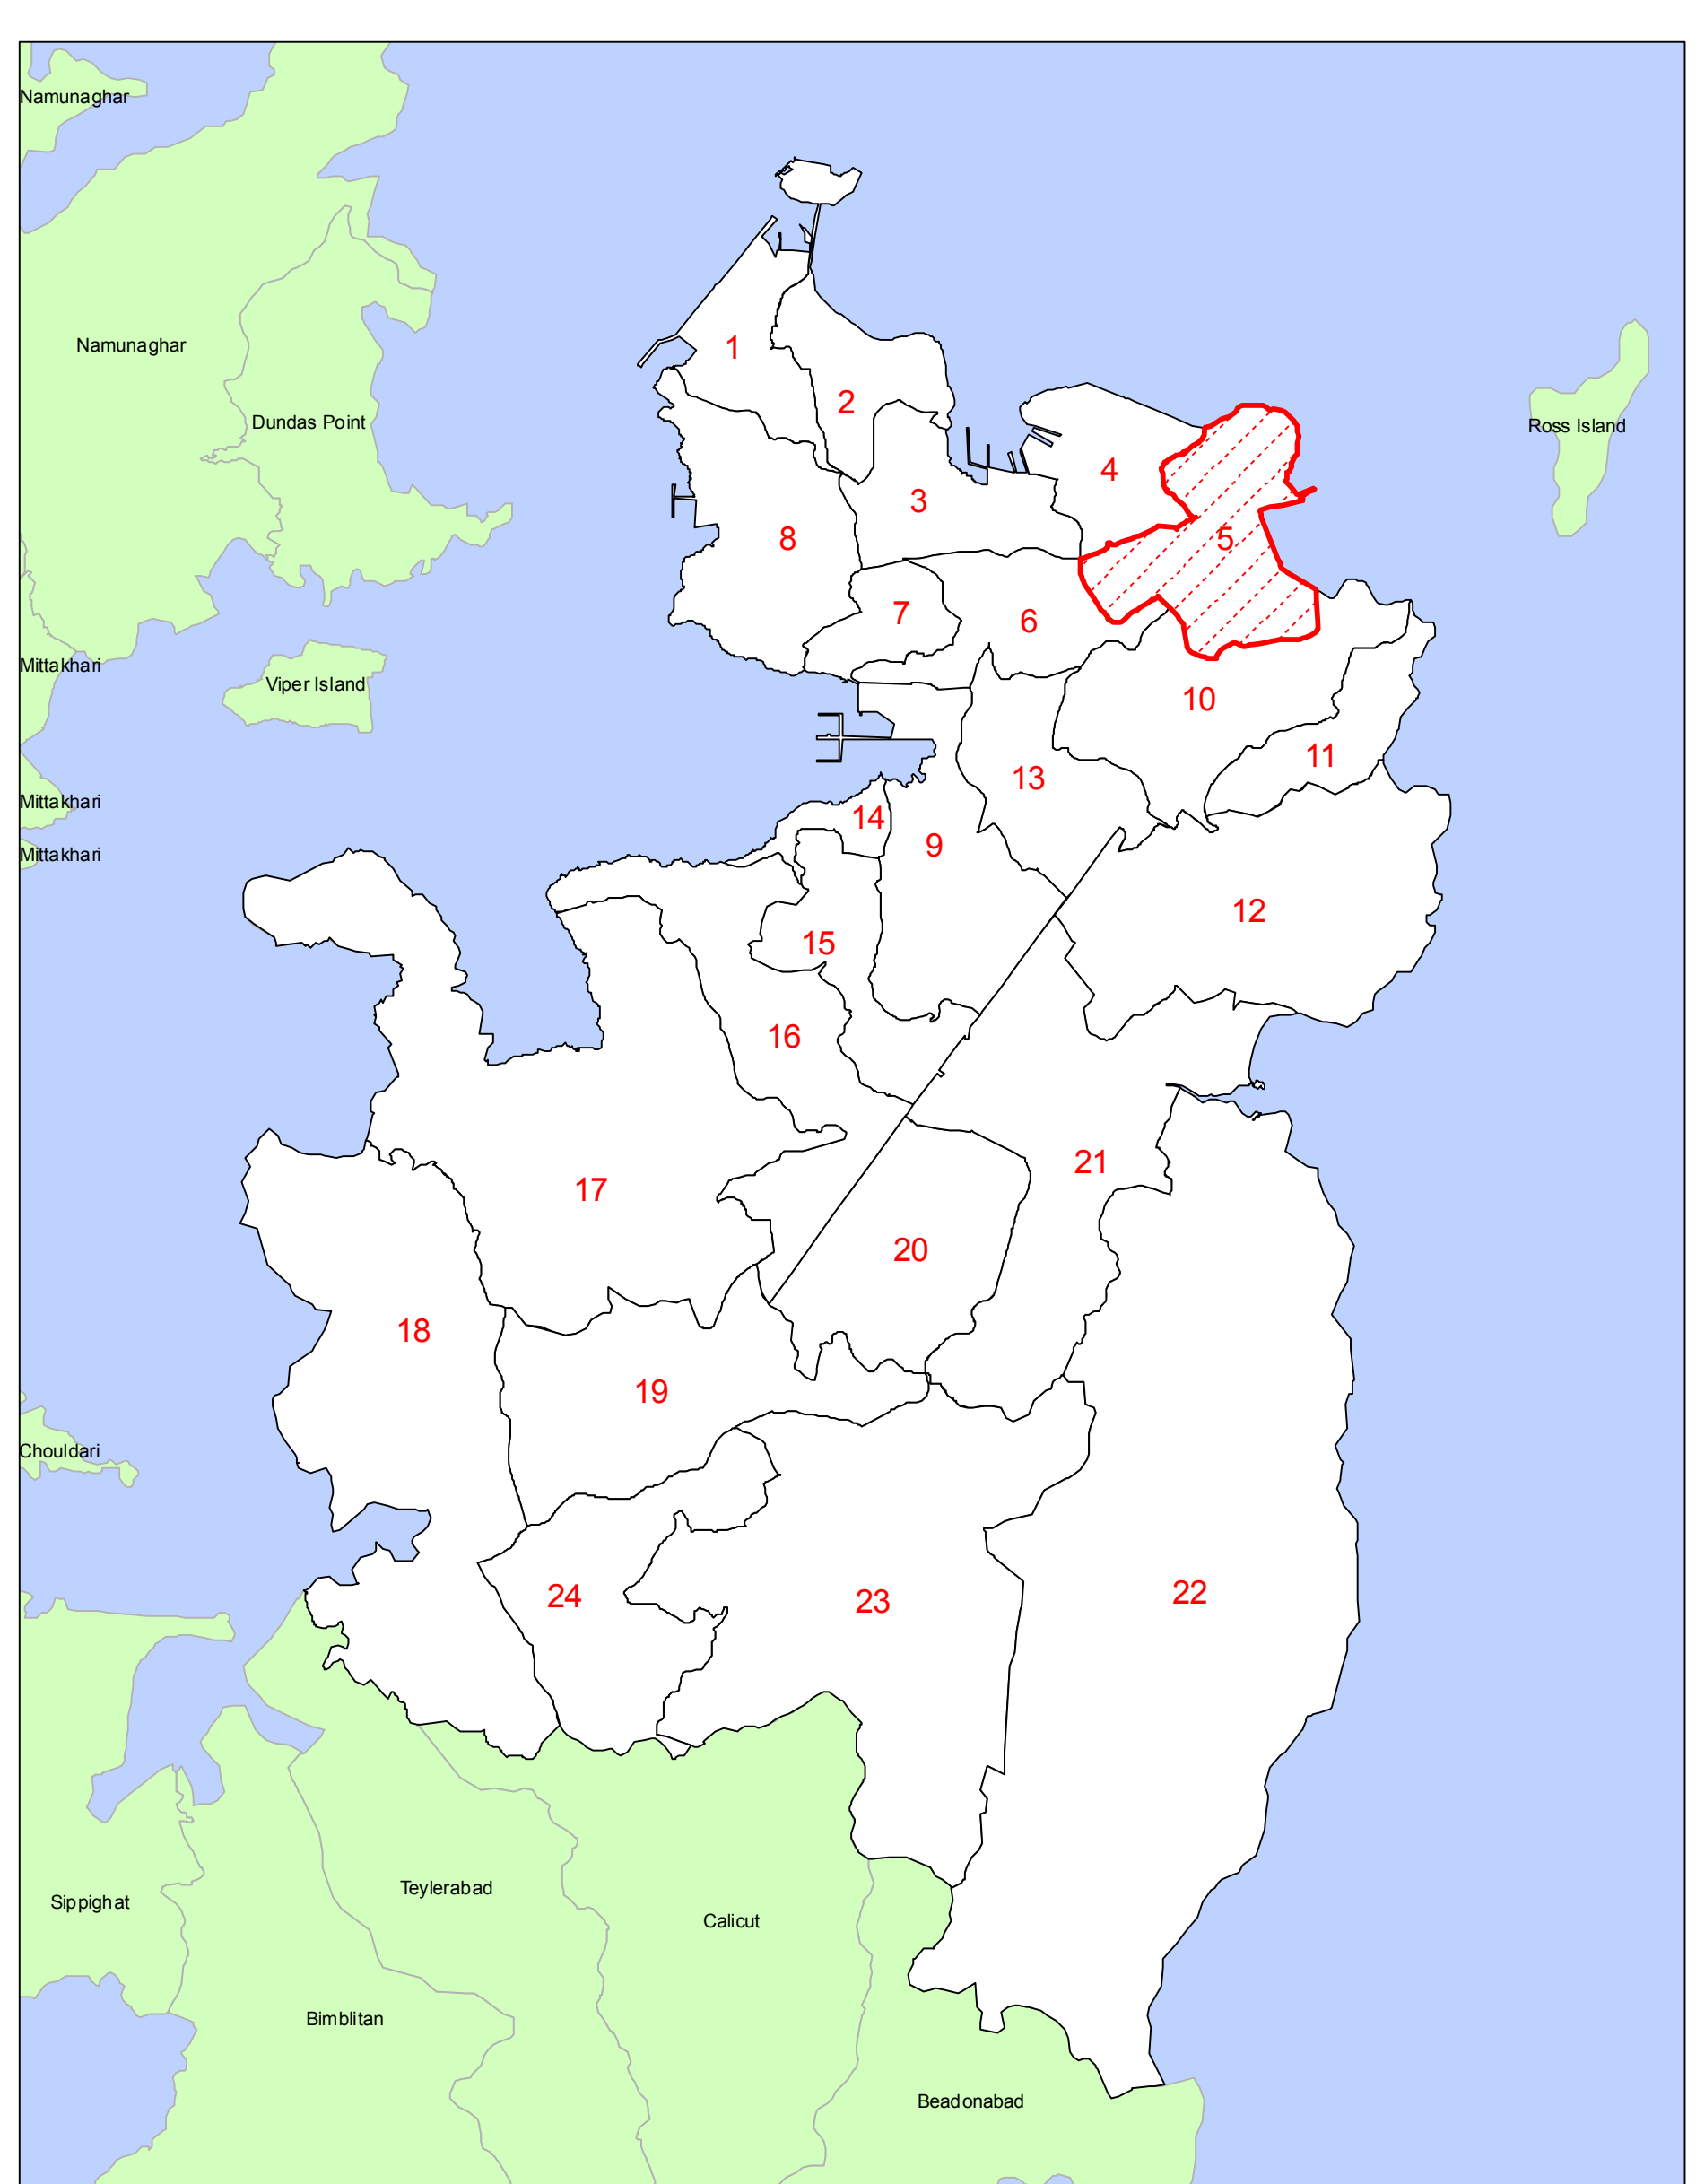 Namunaghar
Namunaghar
1
2
Dundas Point
Ross Island
4
3
8
5
7
6
Mittakhari
Viper Island
10
11
13
Mittakhari
14
9
Mittakhari
12
15
16
21
17
20
18
19
Chouldari
22
24
23
Teylerabad
Sippighat
Calicut
Bimblitan
Beadonabad